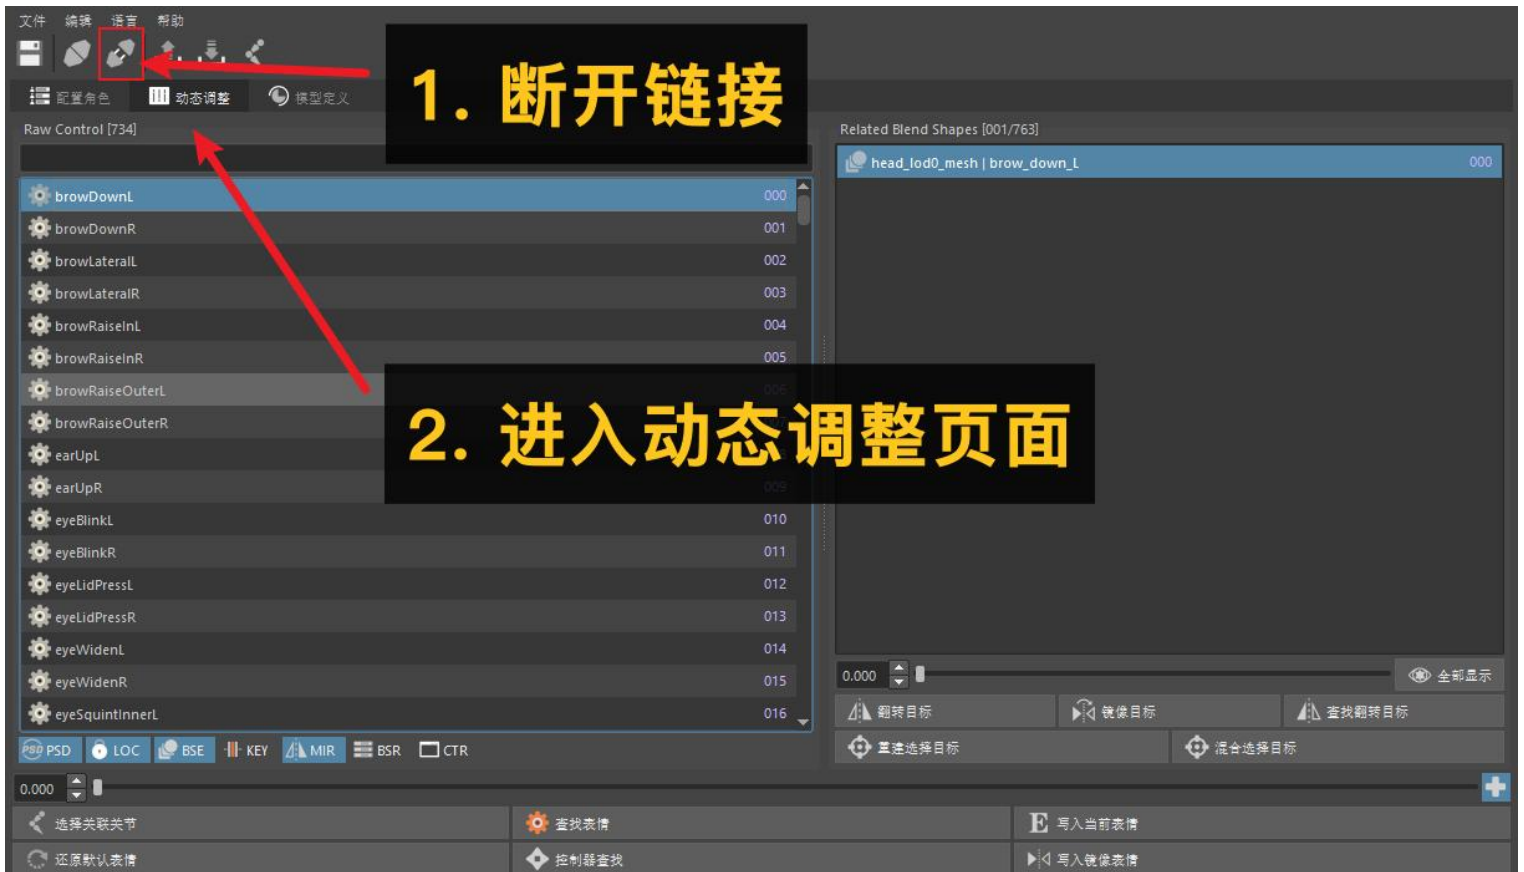 文件 编辑 语言 帮助
1. 断开链接
配置角色 动态调整 模型定义
Raw Control [734]
Related Blend Shapes [001/763]
head_lod0_mesh | brow_down_L 000
browDownL 000
browDownR 001
browLateralL 002
browLateralR 003
browRaiseInL 004
browRaiseInR 005
browRaiseOuterL 006
browRaiseOuterR
2. 进入动态调整页面
earUpL
earUpR 009
eyeBlinkL 010
eyeBlinkR 011
eyeLidPressL 012
eyeLidPressR 013
eyeWidenL 014
eyeWidenR 015
eyeSquintInnerL 016
0.000 全部显示
翻转目标 镜像目标 查找翻转目标
重建选择目标 混合选择目标
PSD PSD LOC BSE KEY MIR BSR CTR
0.000
选择关联关节 查找表情 E 写入当前表情
还原默认表情 控制器查找 写入镜像表情